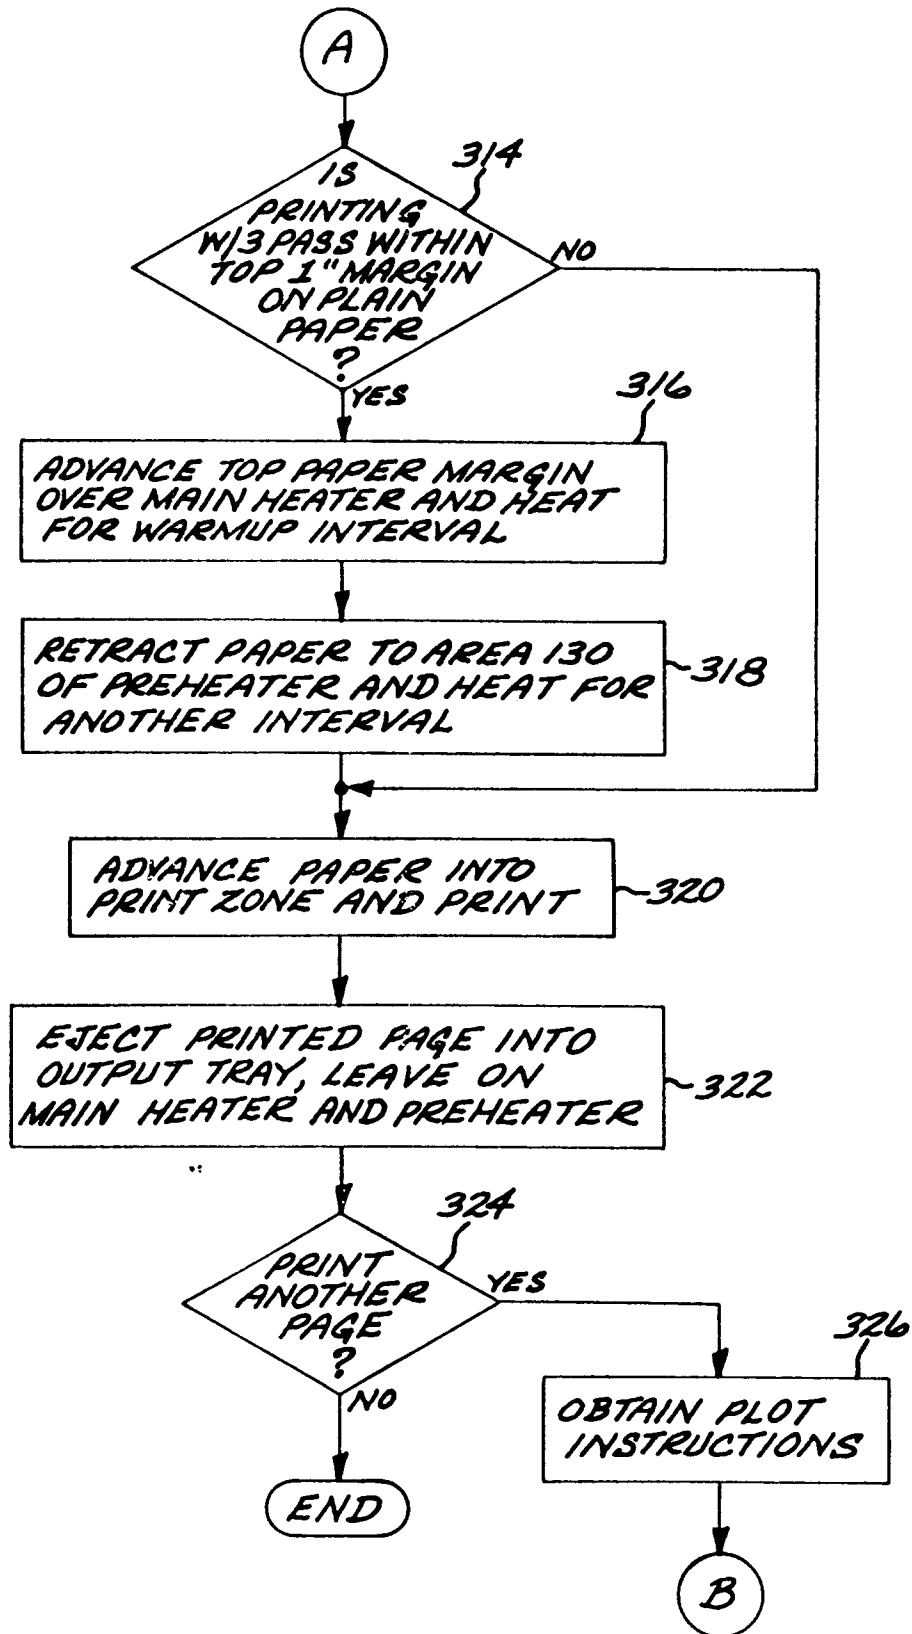 A
314
IS
PRINTING
W/3 PASS WITHIN
TOP 1" MARGIN
ON PLAIN
PAPER
?
NO
YES
316
ADVANCE TOP PAPER MARGIN
OVER MAIN HEATER AND HEAT
FOR WARMUP INTERVAL
RETRACT PAPER TO AREA 130
OF PREHEATER AND HEAT FOR
ANOTHER INTERVAL
318
ADVANCE PAPER INTO
PRINT ZONE AND PRINT
320
EJECT PRINTED PAGE INTO
OUTPUT TRAY, LEAVE ON
MAIN HEATER AND PREHEATER
322
324
PRINT
ANOTHER
PAGE
?
YES
NO
326
OBTAIN PLOT
INSTRUCTIONS
END
B